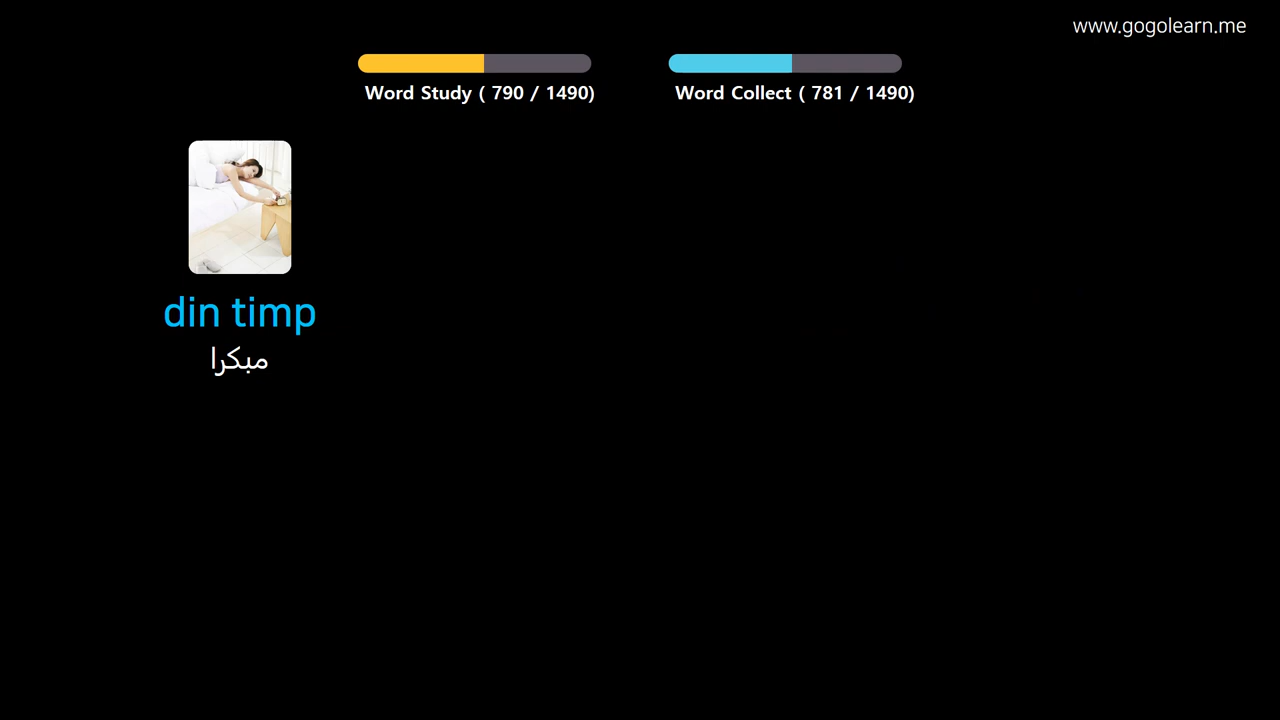 www.gogolearn.me
Word Study ( 790 / 1490)
Word Collect ( 781 / 1490)
din timp
مبكرا